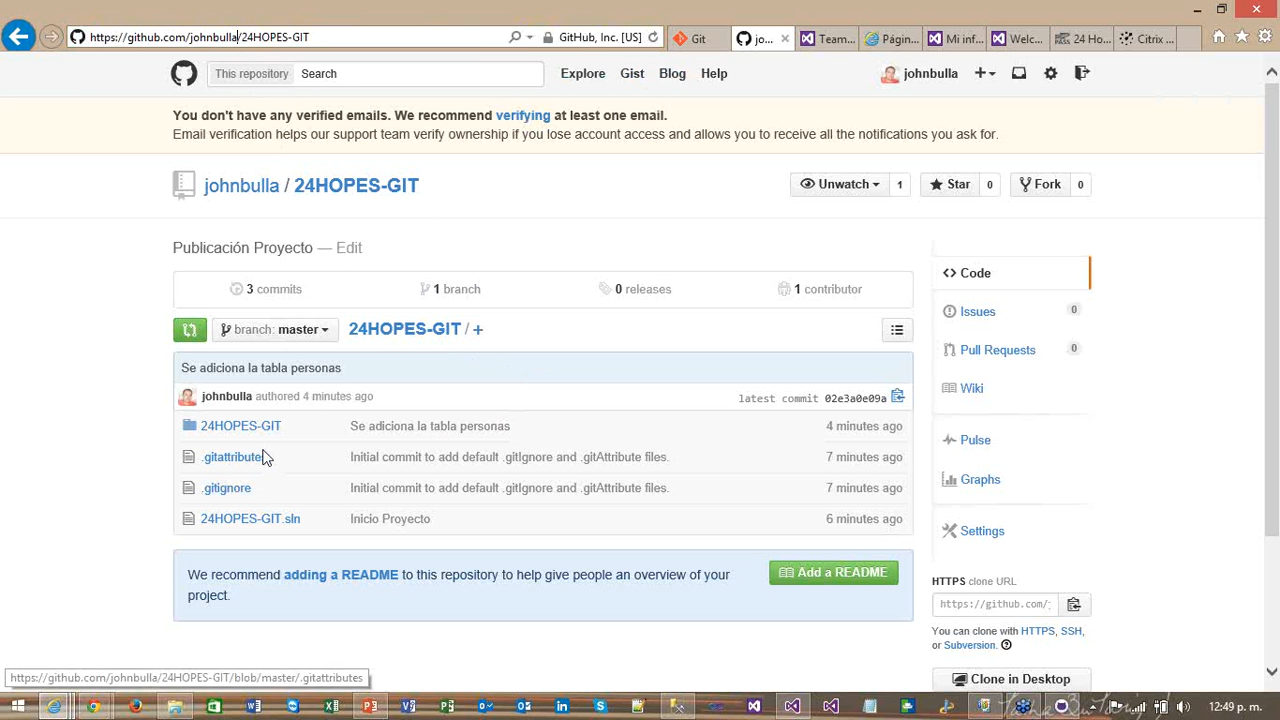 https://github.com/johnbulla/24HOPES-GIT
GitHub, Inc. [US]
Git
jo...
Team...
Págin...
Mi inf...
Welc...
24 Ho...
Citrix ...
This repository
Search
Explore
Gist
Blog
Help
johnbulla
You don't have any verified emails. We recommend verifying at least one email.
Email verification helps our support team verify ownership if you lose account access and allows you to receive all the notifications you ask for.
johnbulla / 24HOPES-GIT
Unwatch 1
Star 0
Fork 0
Publicación Proyecto — Edit
3 commits
1 branch
0 releases
1 contributor
branch: master
24HOPES-GIT / +
Se adiciona la tabla personas
johnbulla authored 4 minutes ago
latest commit 02e3a0e09a
24HOPES-GIT Se adiciona la tabla personas 4 minutes ago
.gitattributes Initial commit to add default .gitIgnore and .gitAttribute files. 7 minutes ago
.gitignore Initial commit to add default .gitIgnore and .gitAttribute files. 7 minutes ago
24HOPES-GIT.sln Inicio Proyecto 6 minutes ago
We recommend adding a README to this repository to help give people an overview of your
project.
Add a README
Code
Issues 0
Pull Requests 0
Wiki
Pulse
Graphs
Settings
HTTPS clone URL
https://github.com/
You can clone with HTTPS, SSH,
or Subversion.
Clone in Desktop
https://github.com/johnbulla/24HOPES-GIT/blob/master/.gitattributes
12:49 p. m.